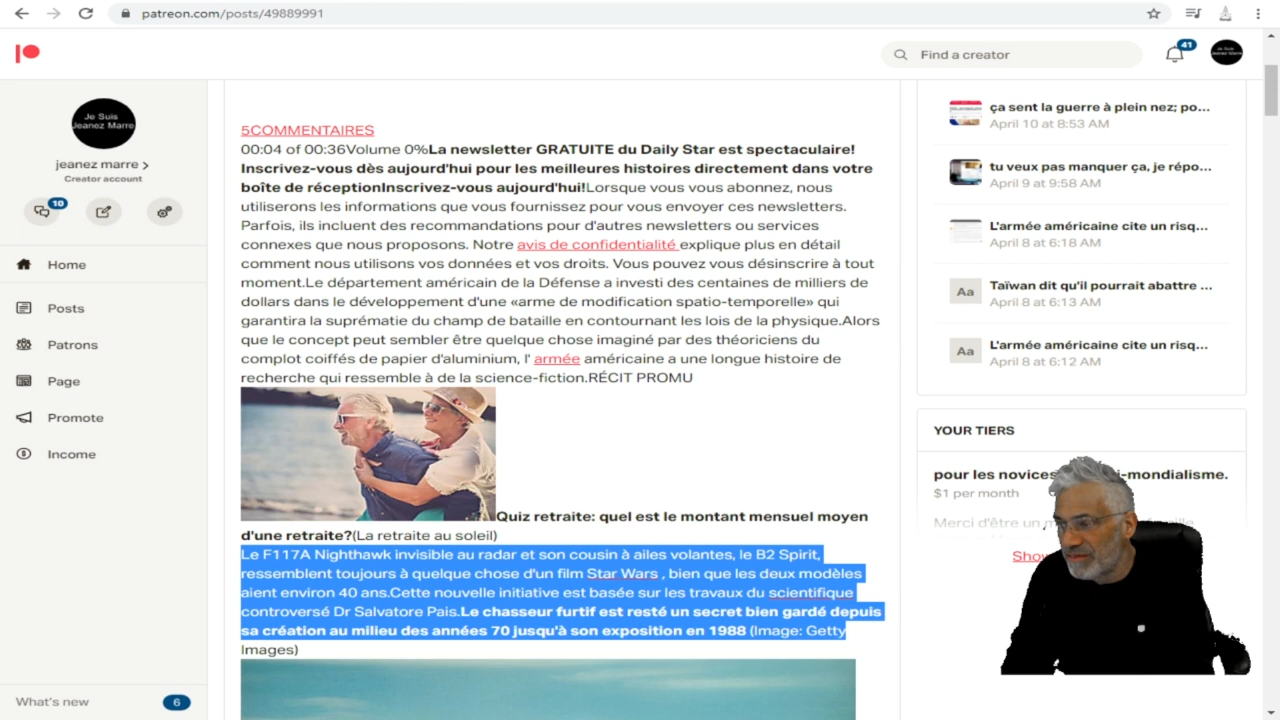 patreon.com/posts/49889991
Find a creator
41
Je Suis
Jeanez Marre
Je Suis
Jeanez Marre
jeanez marre >
Creator account
10
Home
Posts
Patrons
Page
Promote
Income
What's new
6
5COMMENTAIRES
00:04 of 00:36Volume 0%La newsletter GRATUITE du Daily Star est spectaculaire!
Inscrivez-vous dès aujourd'hui pour les meilleures histoires directement dans votre
boîte de réceptionInscrivez-vous aujourd'hui!Lorsque vous vous abonnez, nous
utiliserons les informations que vous fournissez pour vous envoyer ces newsletters.
Parfois, ils incluent des recommandations pour d'autres newsletters ou services
connexes que nous proposons. Notre avis de confidentialité explique plus en détail
comment nous utilisons vos données et vos droits. Vous pouvez vous désinscrire à tout
moment.Le département américain de la Défense a investi des centaines de milliers de
dollars dans le développement d'une «arme de modification spatio-temporelle» qui
garantira la suprématie du champ de bataille en contournant les lois de la physique.Alors
que le concept peut sembler être quelque chose imaginé par des théoriciens du
complot coiffés de papier d'aluminium, l' armée américaine a une longue histoire de
recherche qui ressemble à de la science-fiction.RÉCIT PROMU
Quiz retraite: quel est le montant mensuel moyen
d'une retraite?(La retraite au soleil)
Le F117A Nighthawk invisible au radar et son cousin à ailes volantes, le B2 Spirit,
ressemblent toujours à quelque chose d'un film Star Wars , bien que les deux modèles
aient environ 40 ans.Cette nouvelle initiative est basée sur les travaux du scientifique
controversé Dr Salvatore Pais.Le chasseur furtif est resté un secret bien gardé depuis
sa création au milieu des années 70 jusqu'à son exposition en 1988 (Image: Getty
Images)
ça sent la guerre à plein nez; po...
April 10 at 8:53 AM
tu veux pas manquer ça, je répo...
April 9 at 9:58 AM
L'armée américaine cite un risq...
April 8 at 6:18 AM
Aa
Taïwan dit qu'il pourrait abattre ...
April 8 at 6:13 AM
Aa
L'armée américaine cite un risq...
April 8 at 6:12 AM
YOUR TIERS
pour les novices i-mondialisme.
$1 per month
Merci d'être un
Show